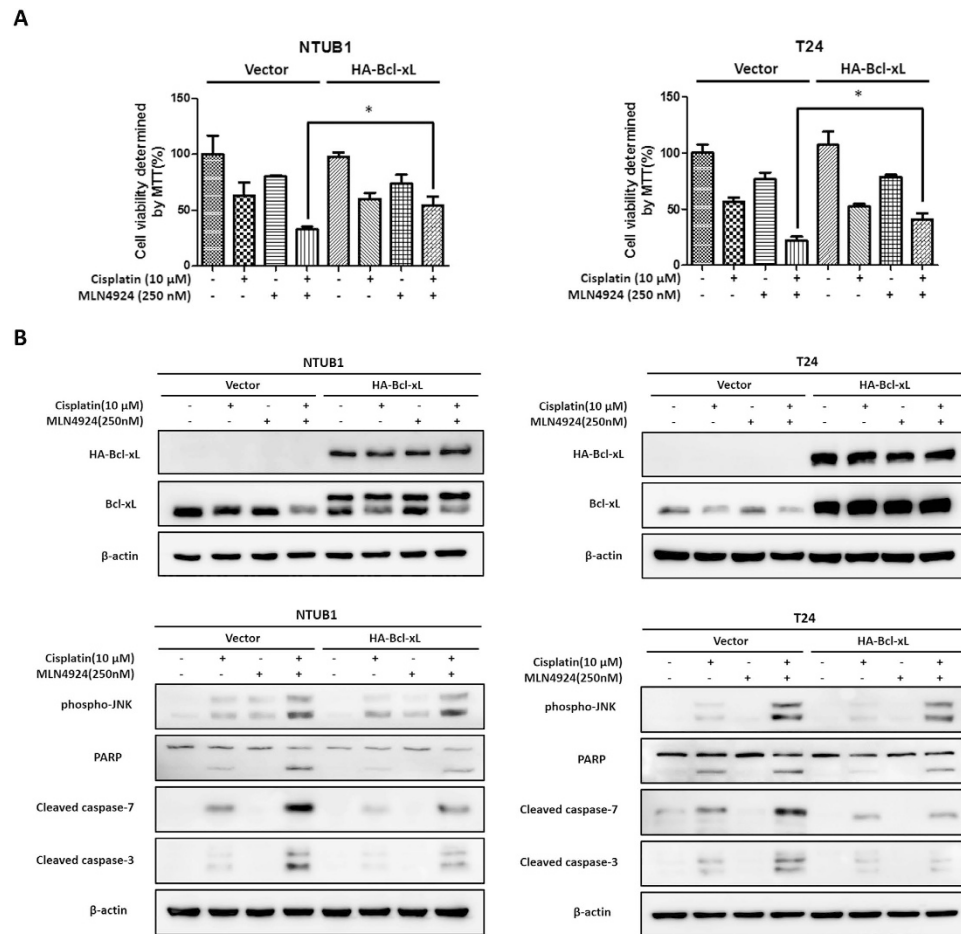 A
NTUB1
Vector HA-Bcl-xL
*
Cell viability determined
by MTT(%)
150
100
50
0
Cisplatin (10 μM) - + - + - + - +
MLN4924 (250 nM) - - + + - - + +
T24
Vector HA-Bcl-xL
*
Cell viability determined
by MTT(%)
150
100
50
0
Cisplatin (10 μM) - + - + - + - +
MLN4924 (250 nM) - - + + - - + +
B
NTUB1
Vector HA-Bcl-xL
Cisplatin(10 μM) - + - + - + - +
MLN4924(250nM) - - + + - - + +
HA-Bcl-xL
Bcl-xL
β-actin
T24
Vector HA-Bcl-xL
Cisplatin(10 μM) - + - + - + - +
MLN4924(250nM) - - + + - - + +
HA-Bcl-xL
Bcl-xL
β-actin
NTUB1
Vector HA-Bcl-xL
Cisplatin(10 μM) - + - + - + - +
MLN4924(250nM) - - + + - - + +
phospho-JNK
PARP
Cleaved caspase-7
Cleaved caspase-3
β-actin
T24
Vector HA-Bcl-xL
Cisplatin(10 μM) - + - + - + - +
MLN4924(250nM) - - + + - - + +
phospho-JNK
PARP
Cleaved caspase-7
Cleaved caspase-3
β-actin